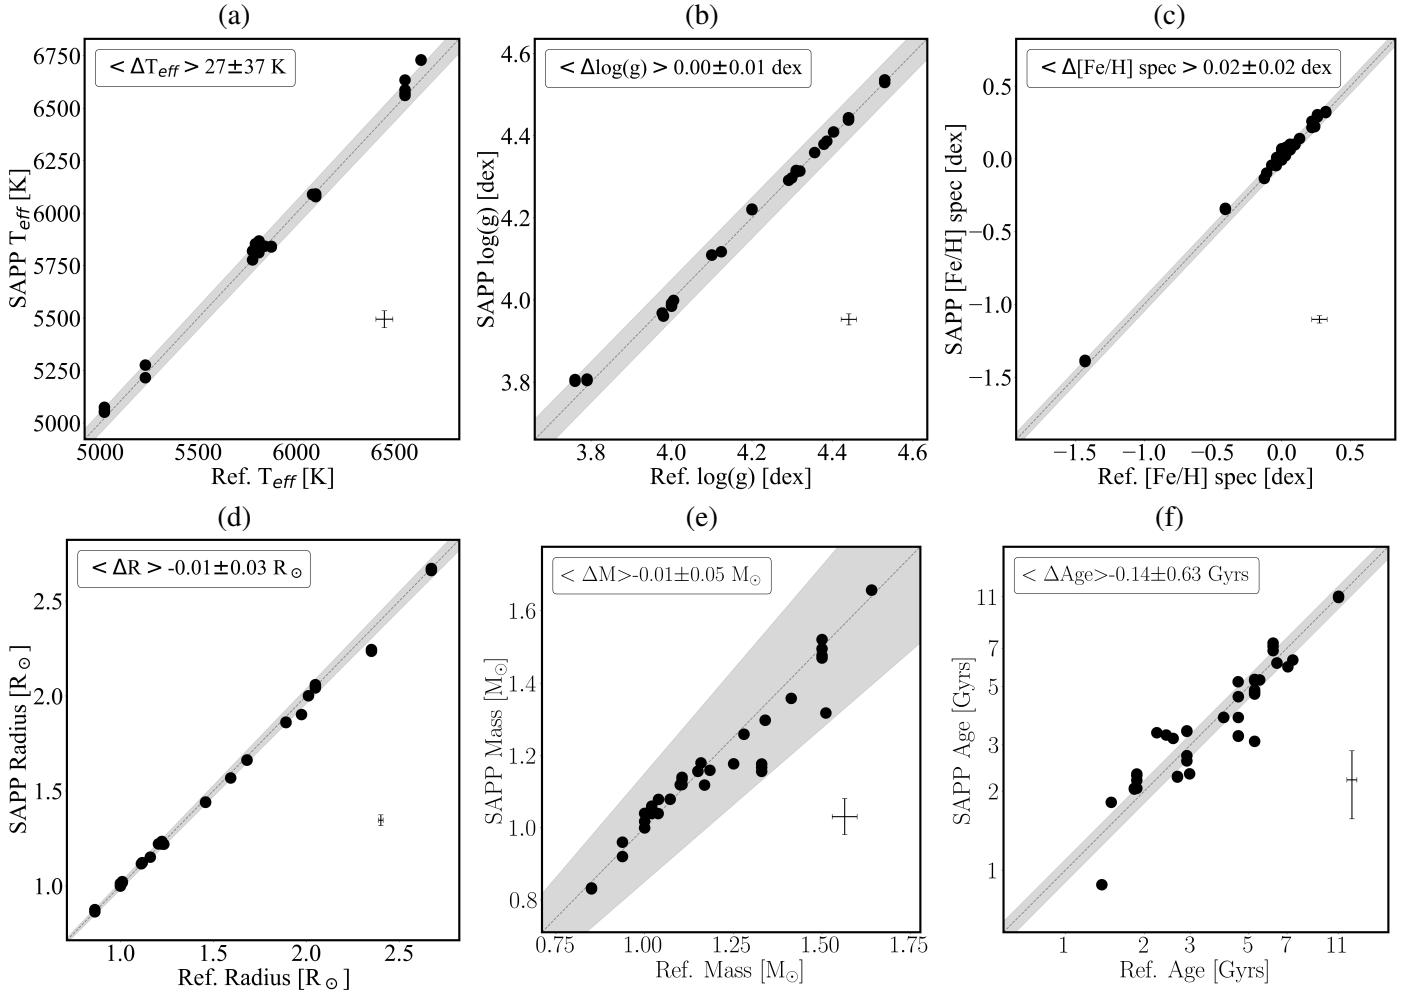 (a)
< ΔTeff > 27±37 K
6750
6500
6250
6000
5750
5500
5250
5000
SAPP Teff [K]
5000
5500
6000
6500
Ref. Teff [K]
(b)
< Δlog(g) > 0.00±0.01 dex
4.6
4.4
4.2
4.0
3.8
SAPP log(g) [dex]
3.8
4.0
4.2
4.4
4.6
Ref. log(g) [dex]
(c)
< Δ[Fe/H] spec > 0.02±0.02 dex
0.5
0.0
−0.5
−1.0
−1.5
SAPP [Fe/H] spec [dex]
−1.5
−1.0
−0.5
0.0
0.5
Ref. [Fe/H] spec [dex]
(d)
< ΔR > -0.01±0.03 R⊙
2.5
2.0
1.5
1.0
SAPP Radius [R⊙]
1.0
1.5
2.0
2.5
Ref. Radius [R⊙]
(e)
< ΔM>-0.01±0.05 M⊙
1.6
1.4
1.2
1.0
0.8
SAPP Mass [M⊙]
0.75
1.00
1.25
1.50
1.75
Ref. Mass [M⊙]
(f)
< ΔAge>-0.14±0.63 Gyrs
11
7
5
3
2
1
SAPP Age [Gyrs]
1
2
3
5
7
11
Ref. Age [Gyrs]